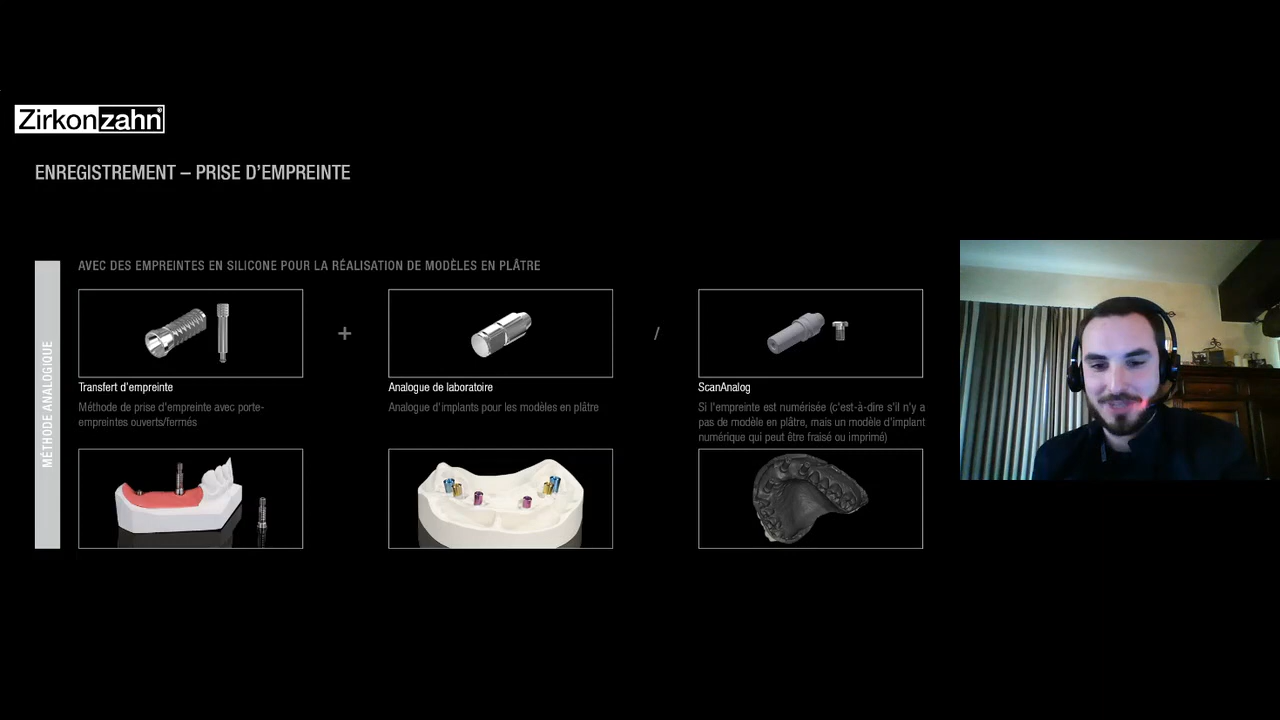 Zirkonzahn®
ENREGISTREMENT – PRISE D'EMPREINTE
MÉTHODE ANALOGIQUE
AVEC DES EMPREINTES EN SILICONE POUR LA RÉALISATION DE MODÈLES EN PLÂTRE
+
/
Transfert d'empreinte
Méthode de prise d'empreinte avec porte-
empreintes ouverts/fermés
Analogue de laboratoire
Analogue d'implants pour les modèles en plâtre
ScanAnalog
Si l'empreinte est numérisée (c'est-à-dire s'il n'y a
pas de modèle en plâtre, mais un modèle d'implant
numérique qui peut être fraisé ou imprimé)